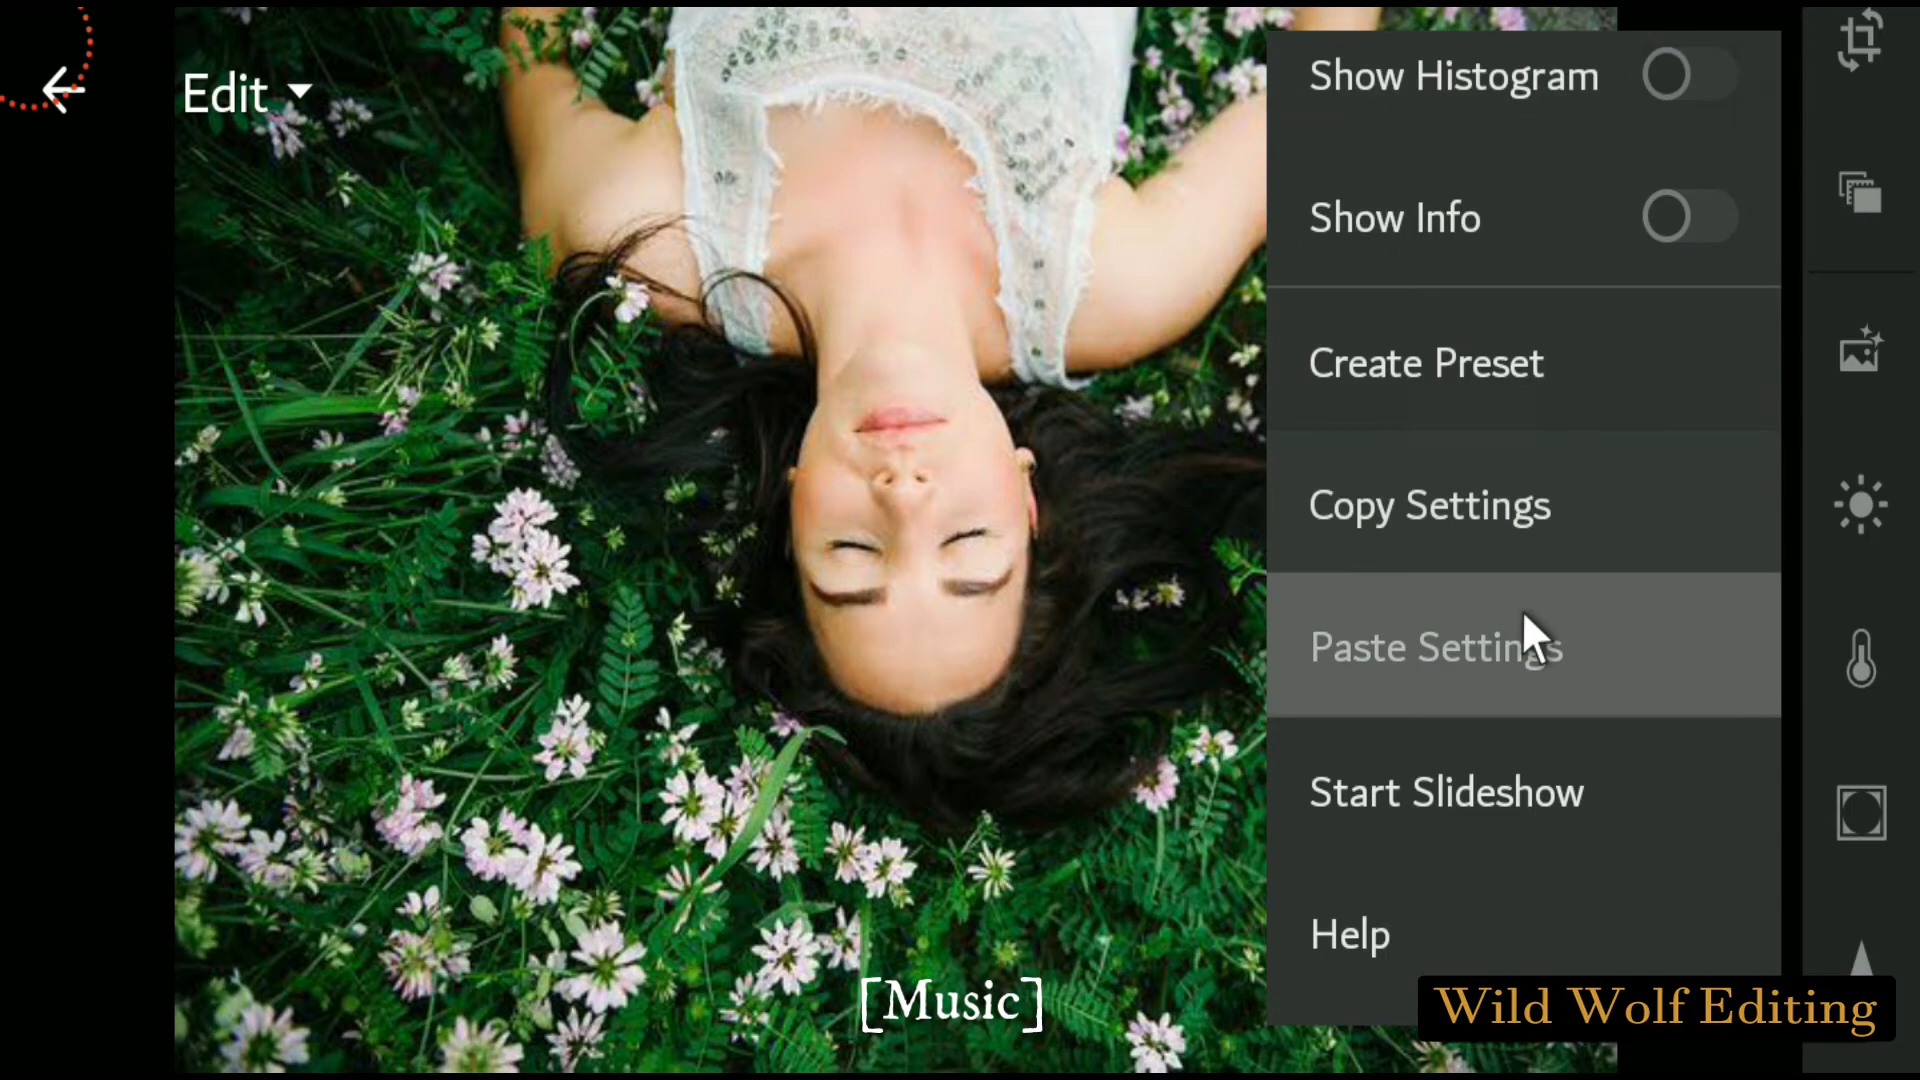 Edit
Show Histogram
Show Info
Create Preset
Copy Settings
Paste Settings
Start Slideshow
Help
[Music]
Wild Wolf Editing